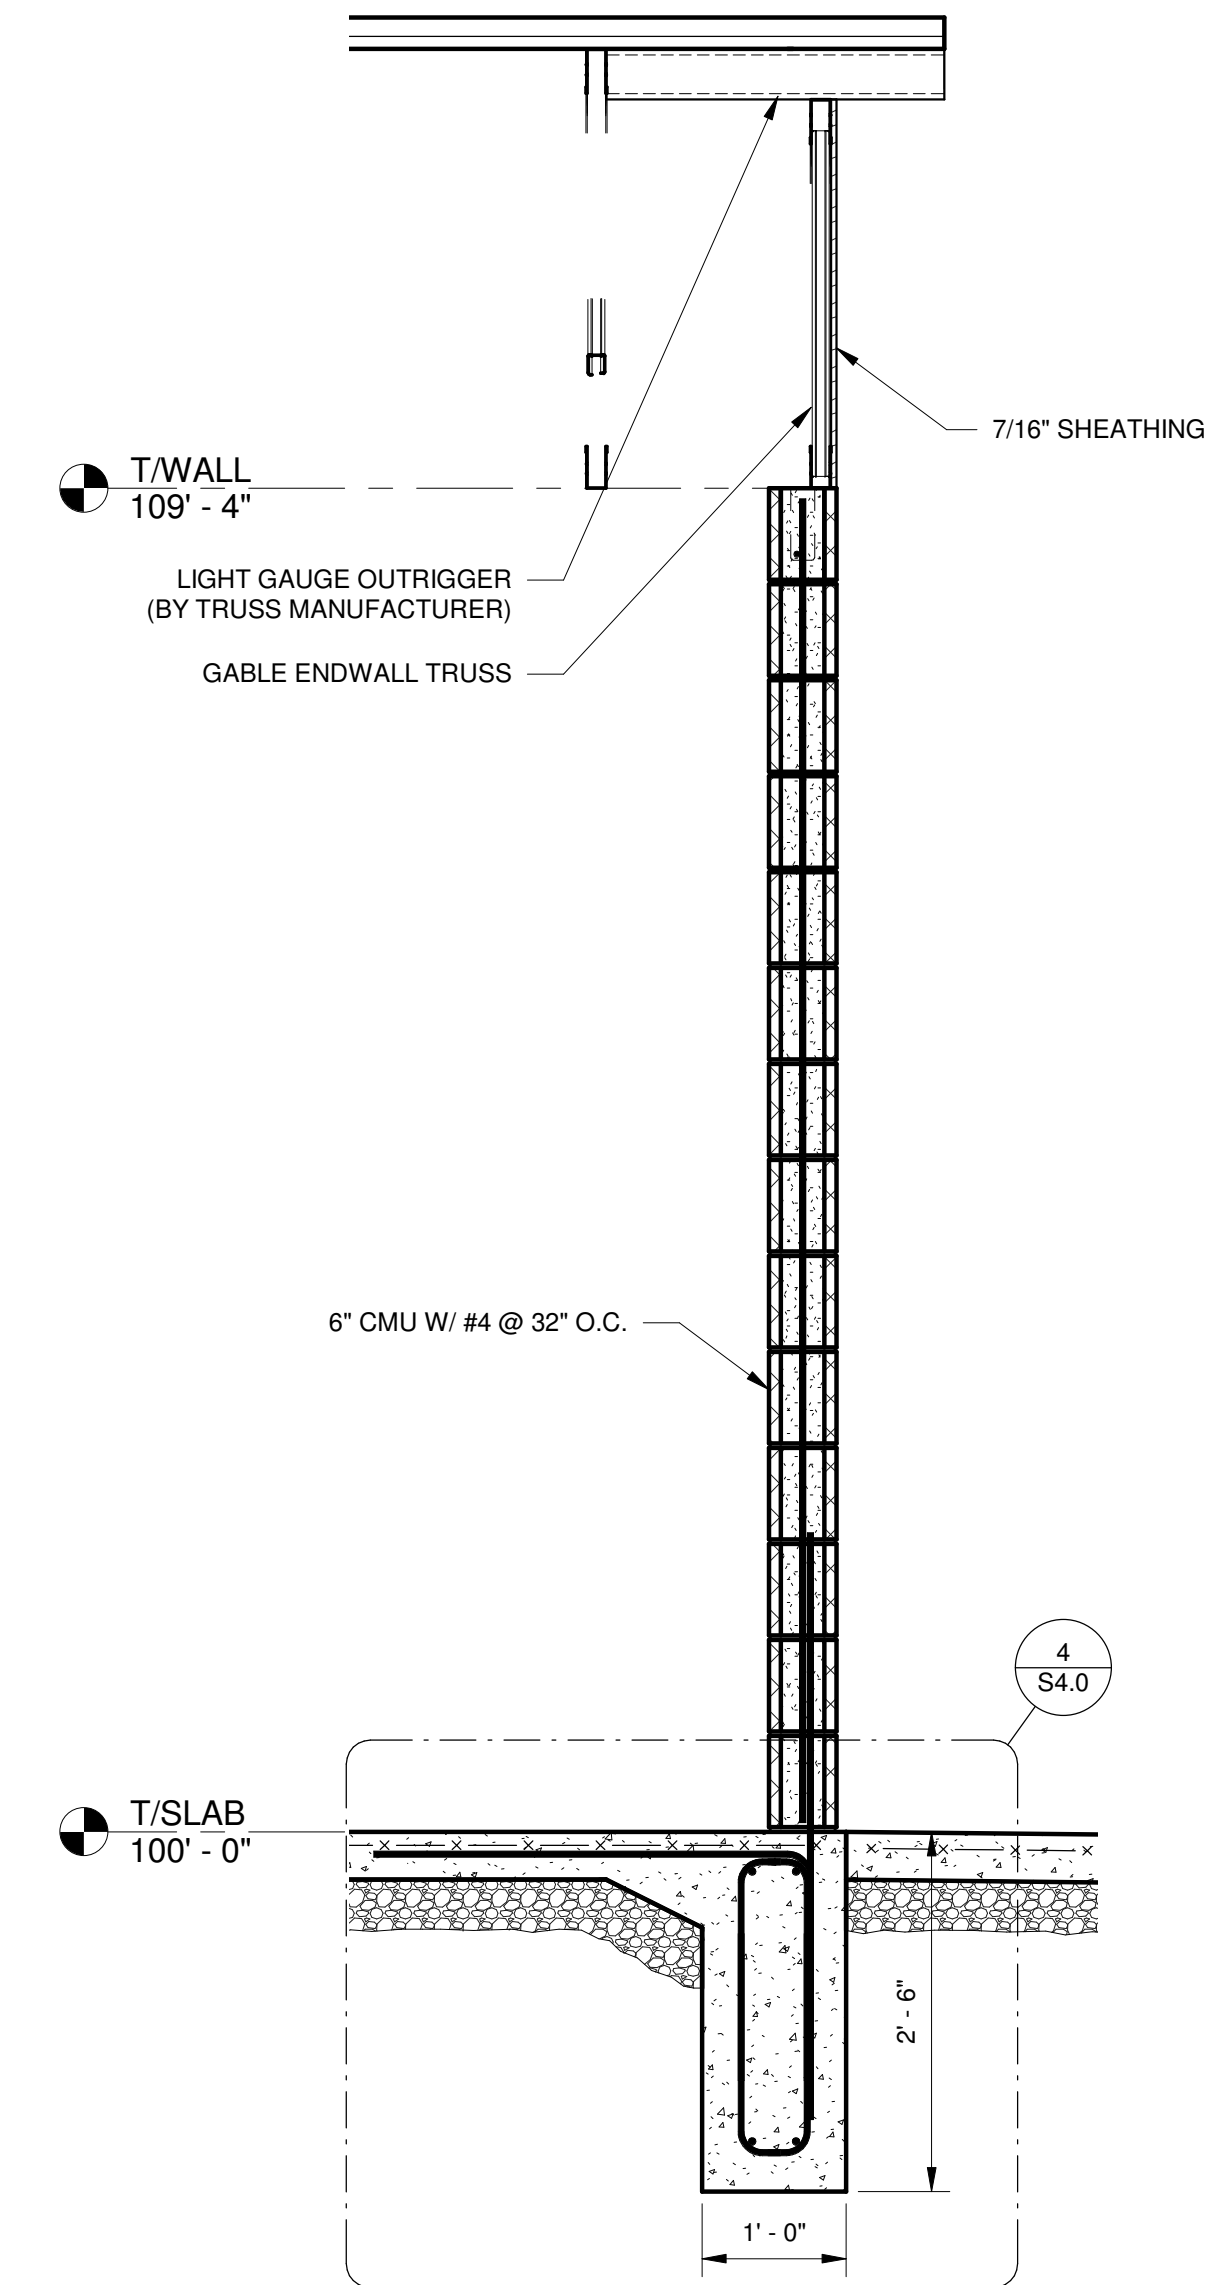 7/16" SHEATHING
T/WALL
109' - 4"
LIGHT GAUGE OUTRIGGER
(BY TRUSS MANUFACTURER)
GABLE ENDWALL TRUSS
6" CMU W/ #4 @ 32" O.C.
4
S4.0
T/SLAB
100' - 0"
2' - 6"
1' - 0"